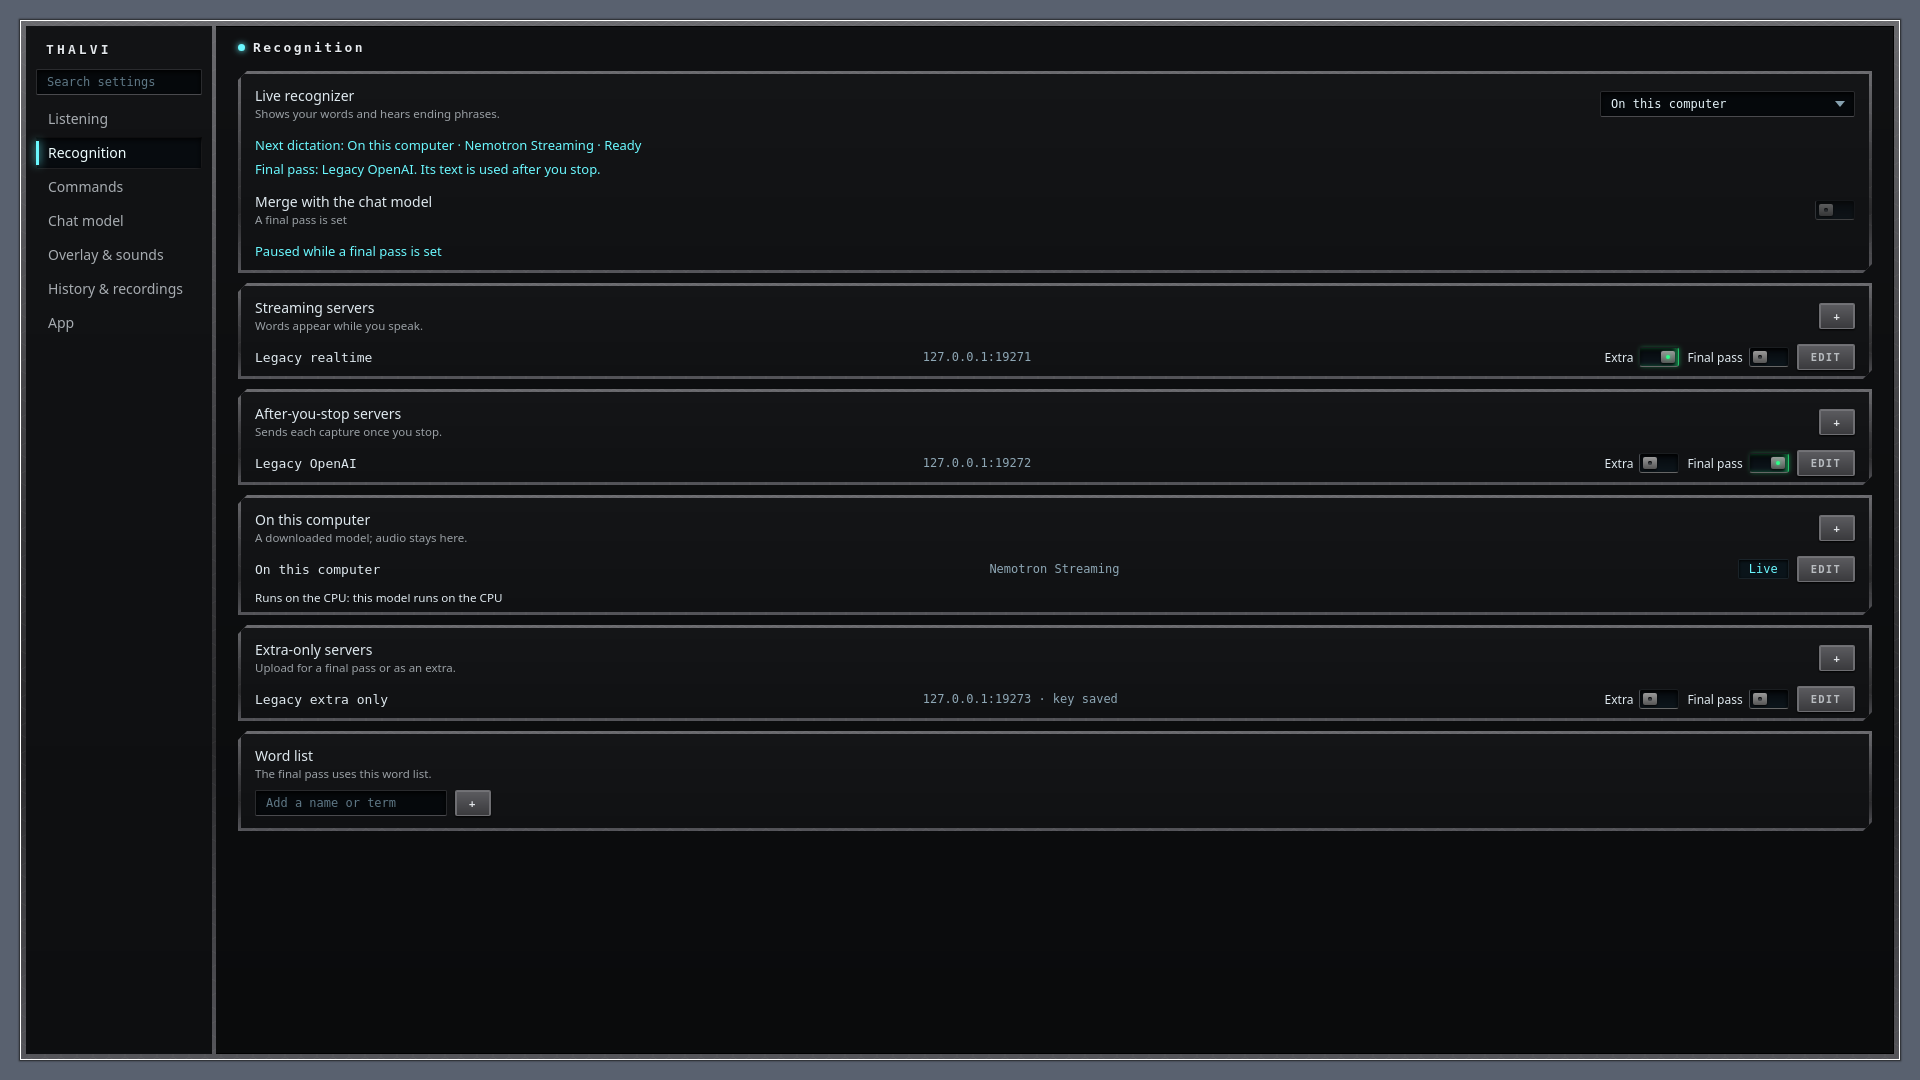 THALVI
Search settings
Listening
Recognition
Commands
Chat model
Overlay & sounds
History & recordings
App
Recognition
Live recognizer
Shows your words and hears ending phrases.
On this computer
Next dictation: On this computer · Nemotron Streaming · Ready
Final pass: Legacy OpenAI. Its text is used after you stop.
Merge with the chat model
A final pass is set
Paused while a final pass is set
Streaming servers
Words appear while you speak.
+
Legacy realtime 127.0.0.1:19271 Extra Final pass EDIT
After-you-stop servers
Sends each capture once you stop.
+
Legacy OpenAI 127.0.0.1:19272 Extra Final pass EDIT
On this computer
A downloaded model; audio stays here.
+
On this computer Nemotron Streaming Live EDIT
Runs on the CPU: this model runs on the CPU
Extra-only servers
Upload for a final pass or as an extra.
+
Legacy extra only 127.0.0.1:19273 · key saved Extra Final pass EDIT
Word list
The final pass uses this word list.
Add a name or term +